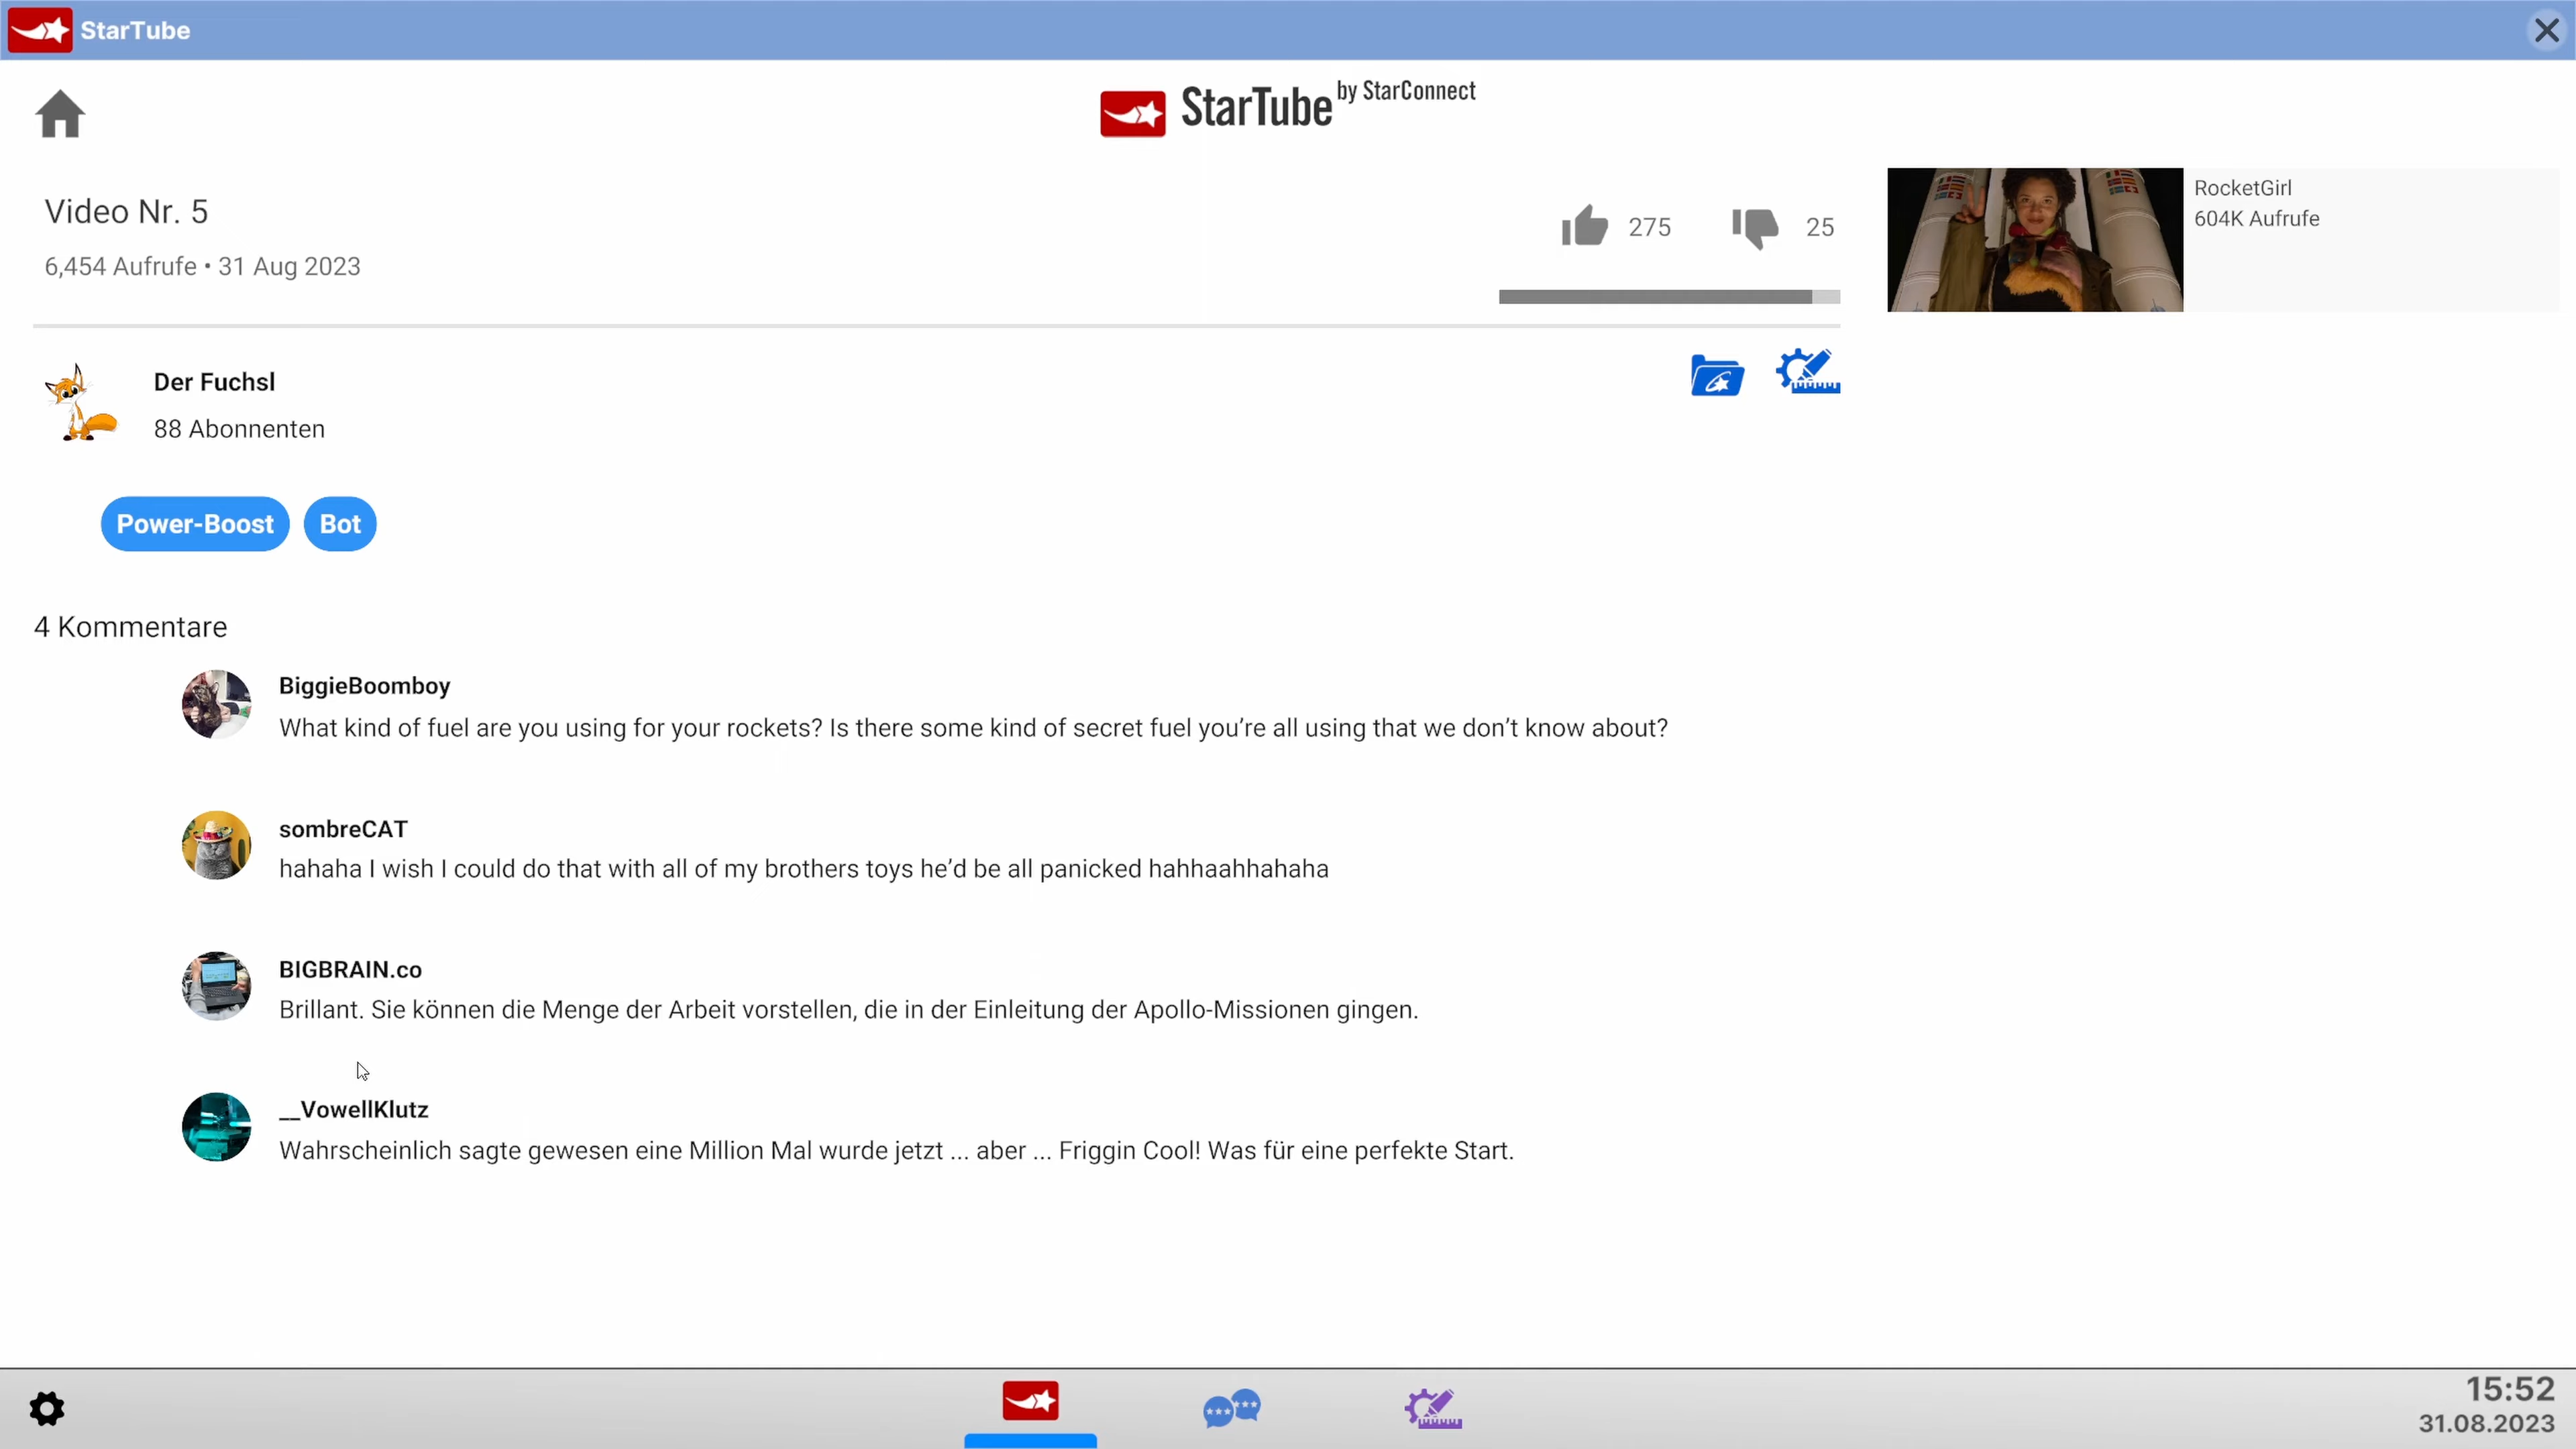 StarTube
StarTube by StarConnect
Video Nr. 5
6,454 Aufrufe • 31 Aug 2023
275
25
RocketGirl
604K Aufrufe
Der Fuchsl
88 Abonnenten
Power-Boost
Bot
4 Kommentare
BiggieBoomboy
What kind of fuel are you using for your rockets? Is there some kind of secret fuel you’re all using that we don’t know about?
sombreCAT
hahaha I wish I could do that with all of my brothers toys he’d be all panicked hahhaahhahaha
BIGBRAIN.co
Brillant. Sie können die Menge der Arbeit vorstellen, die in der Einleitung der Apollo-Missionen gingen.
__VowellKlutz
Wahrscheinlich sagte gewesen eine Million Mal wurde jetzt ... aber ... Friggin Cool! Was für eine perfekte Start.
15:52
31.08.2023